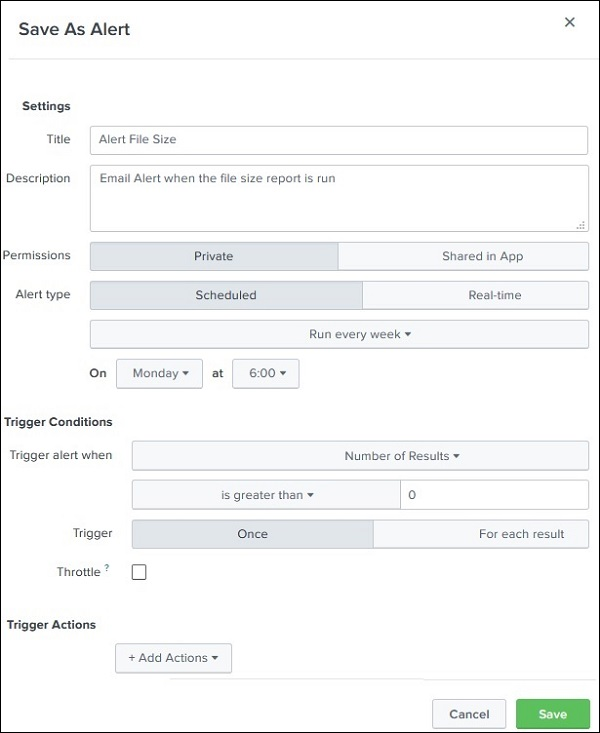 Save As Alert
Settings
Title Alert File Size
Description Email Alert when the file size report is run
Permissions Private Shared in App
Alert type Scheduled Real-time
Run every week
On Monday at 6:00
Trigger Conditions
Trigger alert when Number of Results
is greater than 0
Trigger Once For each result
Throttle ?
Trigger Actions
+ Add Actions
Cancel Save